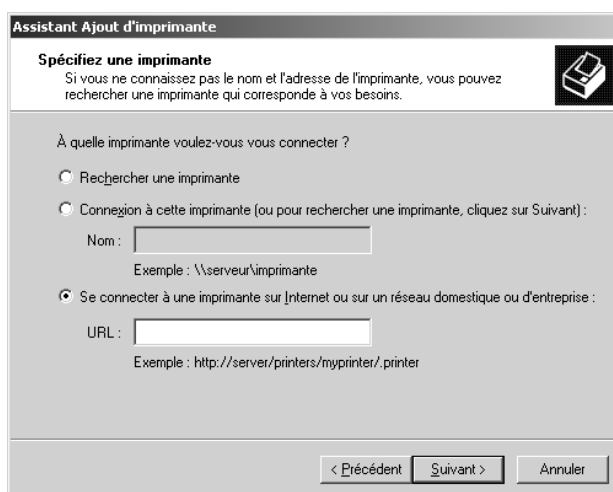 Assistant Ajout d'imprimante
Spécifiez une imprimante
Si vous ne connaissez pas le nom et l'adresse de l'imprimante, vous pouvez
rechercher une imprimante qui corresponde à vos besoins.
À quelle imprimante voulez-vous vous connecter ?
Rechercher une imprimante
Connexion à cette imprimante (ou pour rechercher une imprimante, cliquez sur Suivant) :
Nom :
Exemple : \\serveur\imprimante
Se connecter à une imprimante sur Internet ou sur un réseau domestique ou d'entreprise :
URL :
Exemple : http://server/printers/myprinter/.printer
< Précédent Suivant > Annuler